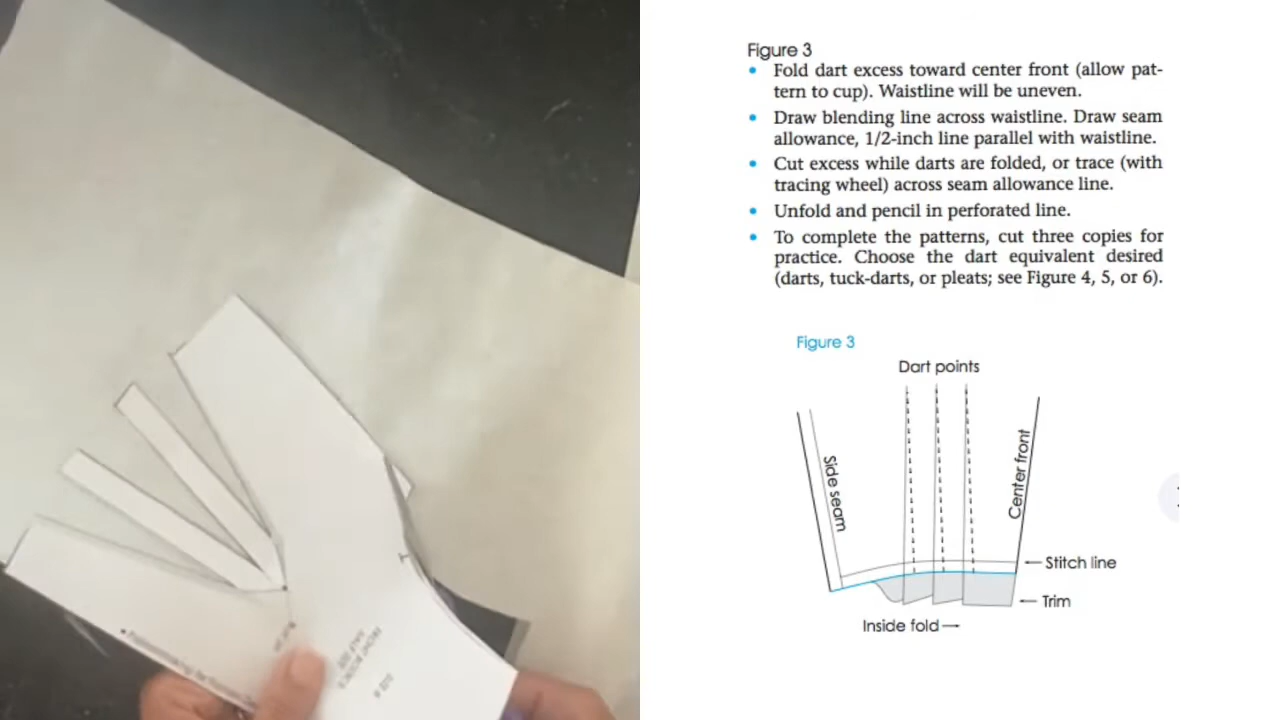 Figure 3
• Fold dart excess toward center front (allow pat-
tern to cup). Waistline will be uneven.
• Draw blending line across waistline. Draw seam
allowance, 1/2-inch line parallel with waistline.
• Cut excess while darts are folded, or trace (with
tracing wheel) across seam allowance line.
• Unfold and pencil in perforated line.
• To complete the patterns, cut three copies for
practice. Choose the dart equivalent desired
(darts, tuck-darts, or pleats; see Figure 4, 5, or 6).
Figure 3
Dart points
Side seam
Center front
Stitch line
Trim
Inside fold
FRONT BODICE
HALF SIZE